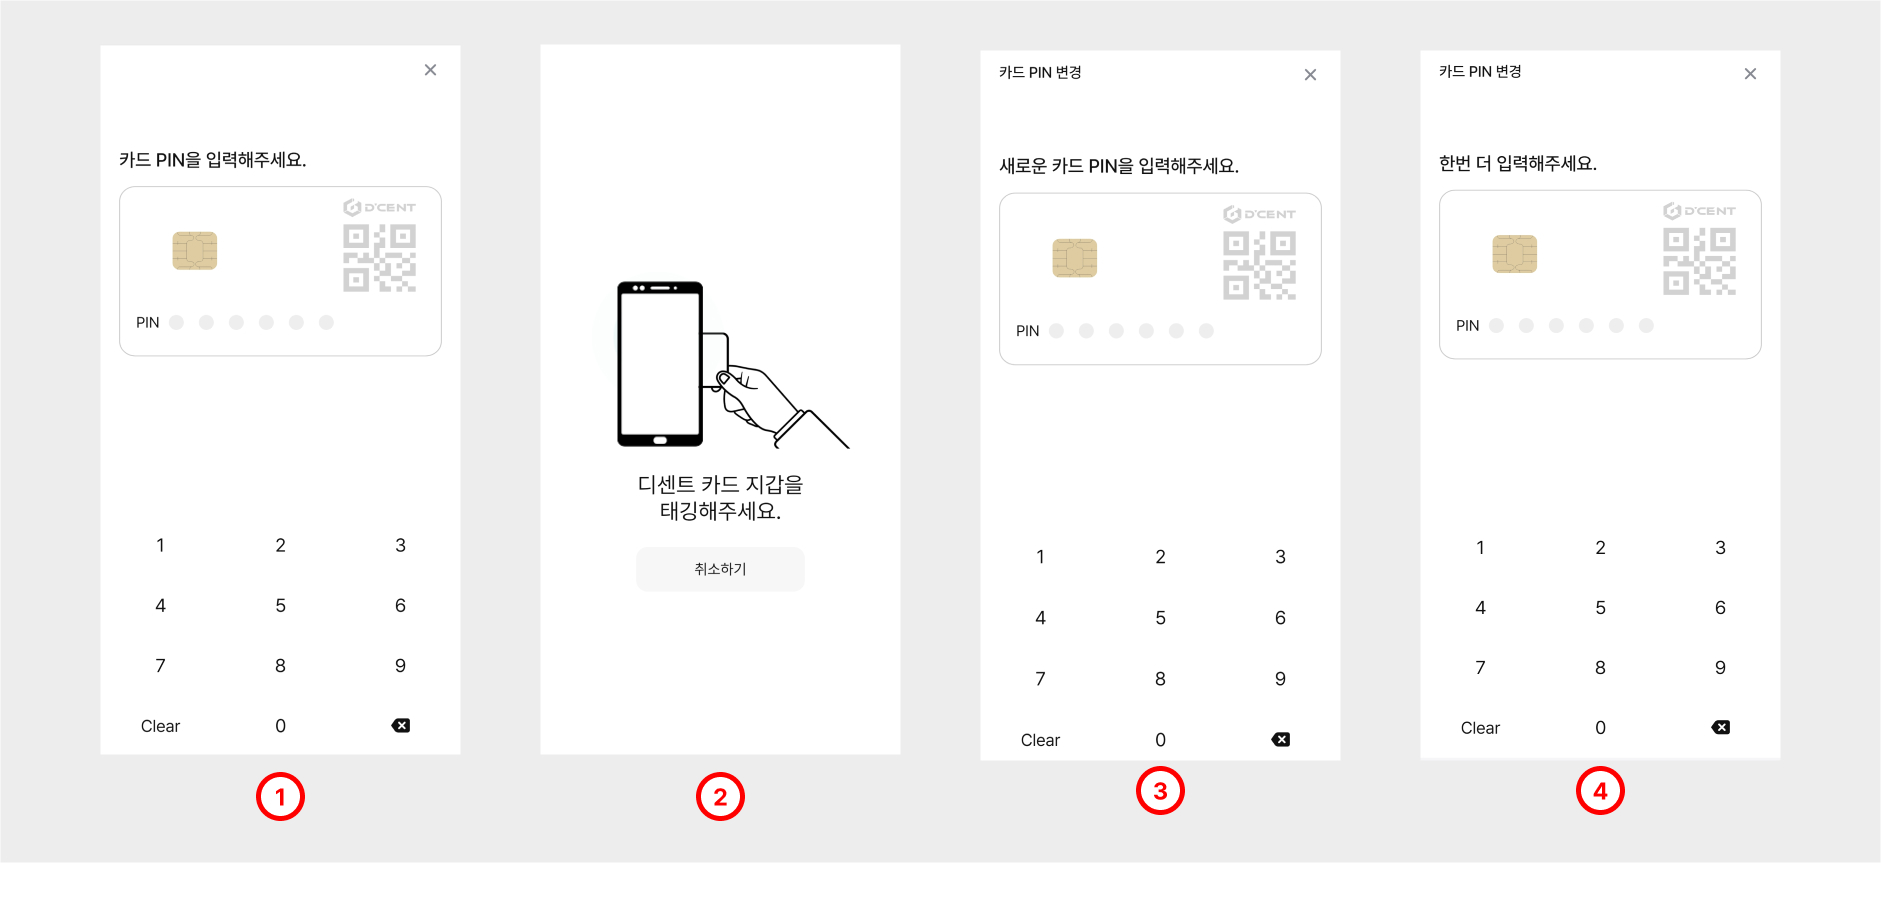 카드 PIN을 입력해주세요.
D'CENT
PIN
1 2 3
4 5 6
7 8 9
Clear 0
1
디센트 카드 지갑을
태깅해주세요.
취소하기
2
카드 PIN 변경
새로운 카드 PIN을 입력해주세요.
D'CENT
PIN
1 2 3
4 5 6
7 8 9
Clear 0
3
카드 PIN 변경
한번 더 입력해주세요.
D'CENT
PIN
1 2 3
4 5 6
7 8 9
Clear 0
4